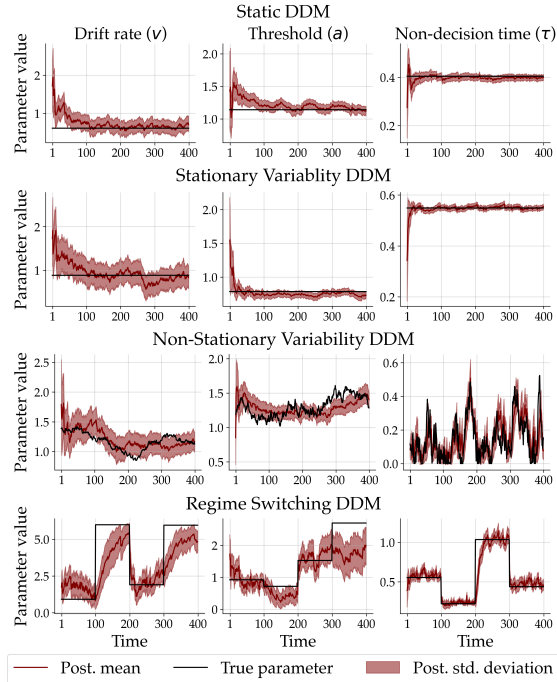 Static DDM
Drift rate (v) Threshold (a) Non-decision time (τ)
Parameter value
2
1
1 100 200 300 400
2.0
1.5
1.0
1 100 200 300 400
0.4
0.2
1 100 200 300 400
Stationary Variablity DDM
Parameter value
2
1
1 100 200 300 400
2.0
1.5
1.0
0.5
1 100 200 300 400
0.6
0.4
0.2
1 100 200 300 400
Non-Stationary Variability DDM
Parameter value
2.5
2.0
1.5
1.0
1 100 200 300 400
2.0
1.5
1.0
0.5
1 100 200 300 400
0.6
0.4
0.2
0.0
1 100 200 300 400
Regime Switching DDM
Parameter value
5.0
2.5
0.0
1 100 200 300 400
2
1
0
1 100 200 300 400
1.0
0.5
1 100 200 300 400
Time Time Time
Post. mean True parameter Post. std. deviation